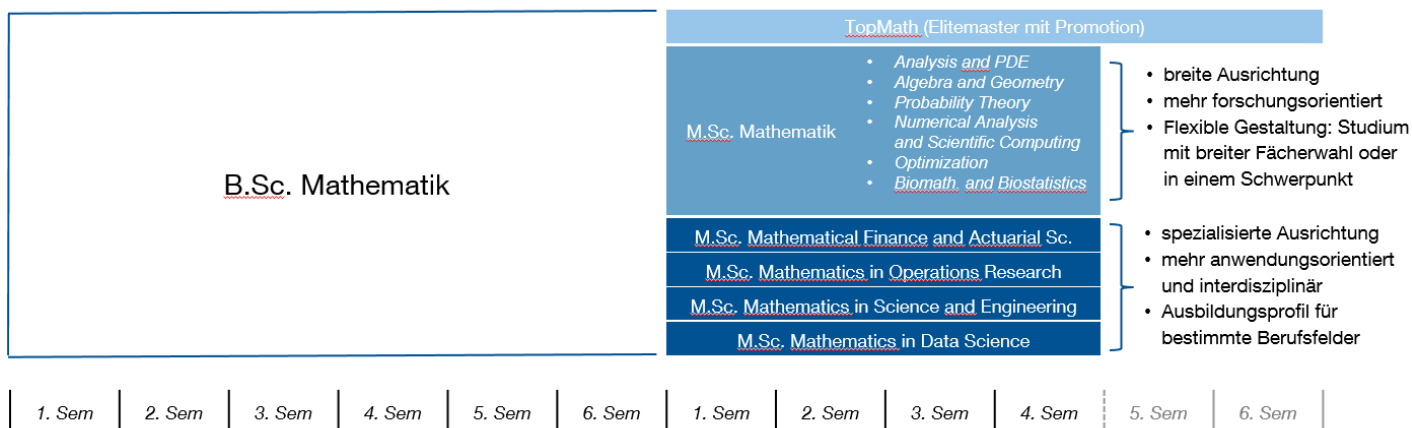 TopMath (Elitemaster mit Promotion)
B.Sc. Mathematik
M.Sc. Mathematik
• Analysis and PDE
• Algebra and Geometry
• Probability Theory
• Numerical Analysis
and Scientific Computing
• Optimization
• Biomath. and Biostatistics
• breite Ausrichtung
• mehr forschungsorientiert
• Flexible Gestaltung: Studium
mit breiter Fächerwahl oder
in einem Schwerpunkt
M.Sc. Mathematical Finance and Actuarial Sc.
M.Sc. Mathematics in Operations Research
M.Sc. Mathematics in Science and Engineering
M.Sc. Mathematics in Data Science
• spezialisierte Ausrichtung
• mehr anwendungsorientiert
und interdisziplinär
• Ausbildungsprofil für
bestimmte Berufsfelder
1. Sem 2. Sem 3. Sem 4. Sem 5. Sem 6. Sem 1. Sem 2. Sem 3. Sem 4. Sem 5. Sem 6. Sem